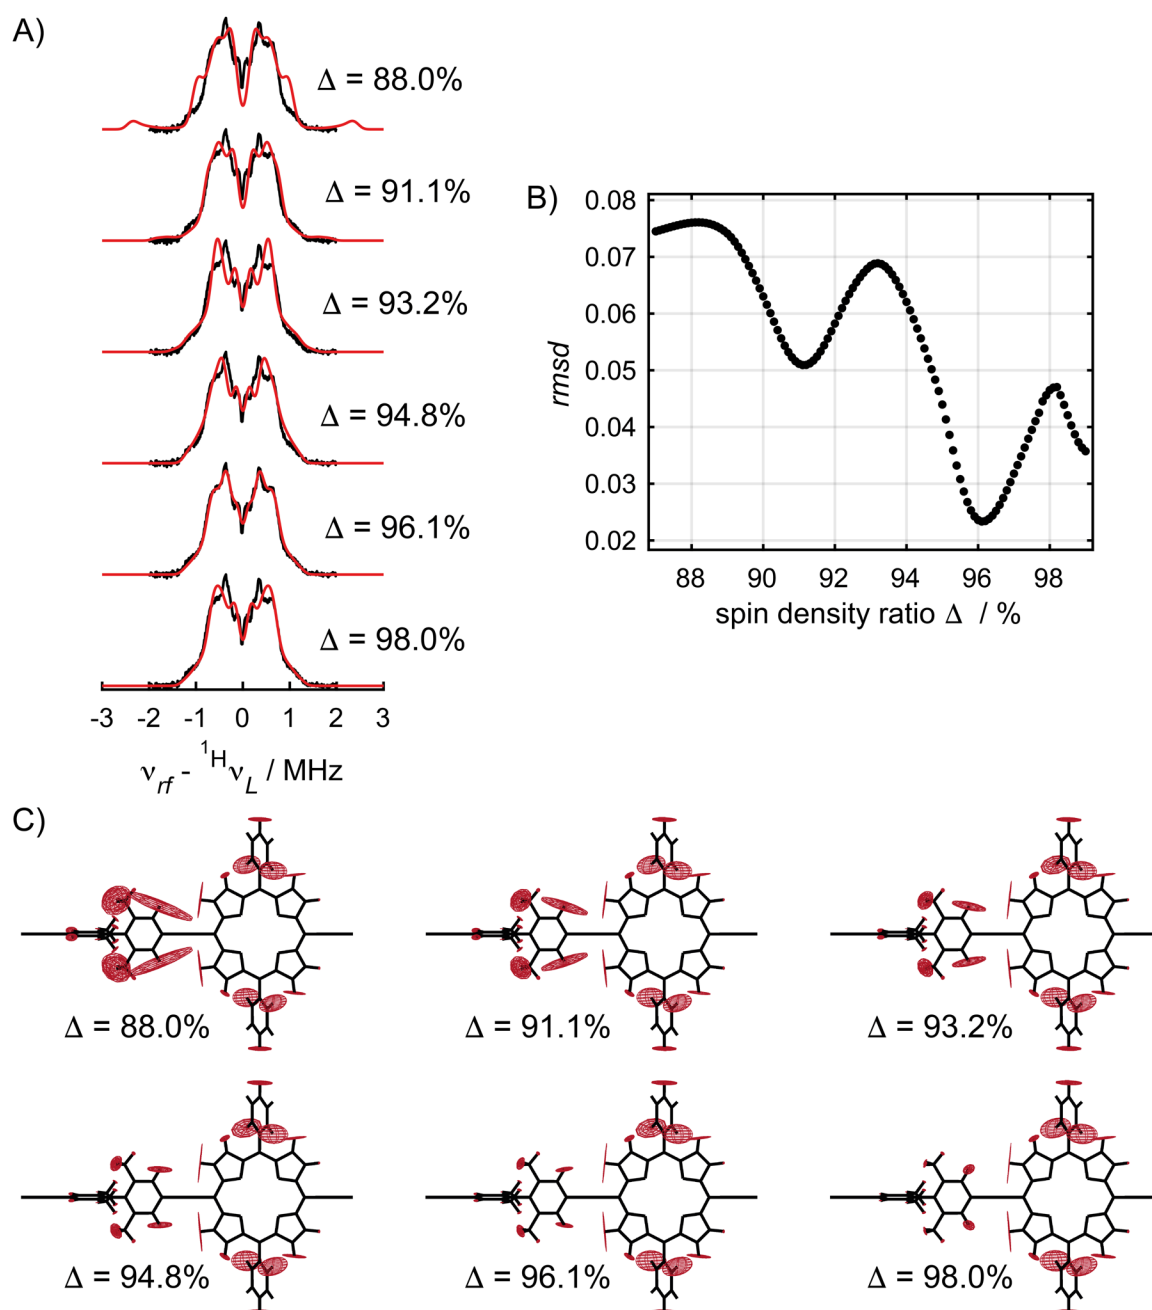 A)
Δ = 88.0%
Δ = 91.1%
Δ = 93.2%
Δ = 94.8%
Δ = 96.1%
Δ = 98.0%
-3 -2 -1 0 1 2 3
ν_rf - ¹Hν_L / MHz
B)
0.08
0.07
0.06
0.05
0.04
0.03
0.02
rmsd
88 90 92 94 96 98
spin density ratio Δ / %
C)
Δ = 88.0%
Δ = 91.1%
Δ = 93.2%
Δ = 94.8%
Δ = 96.1%
Δ = 98.0%